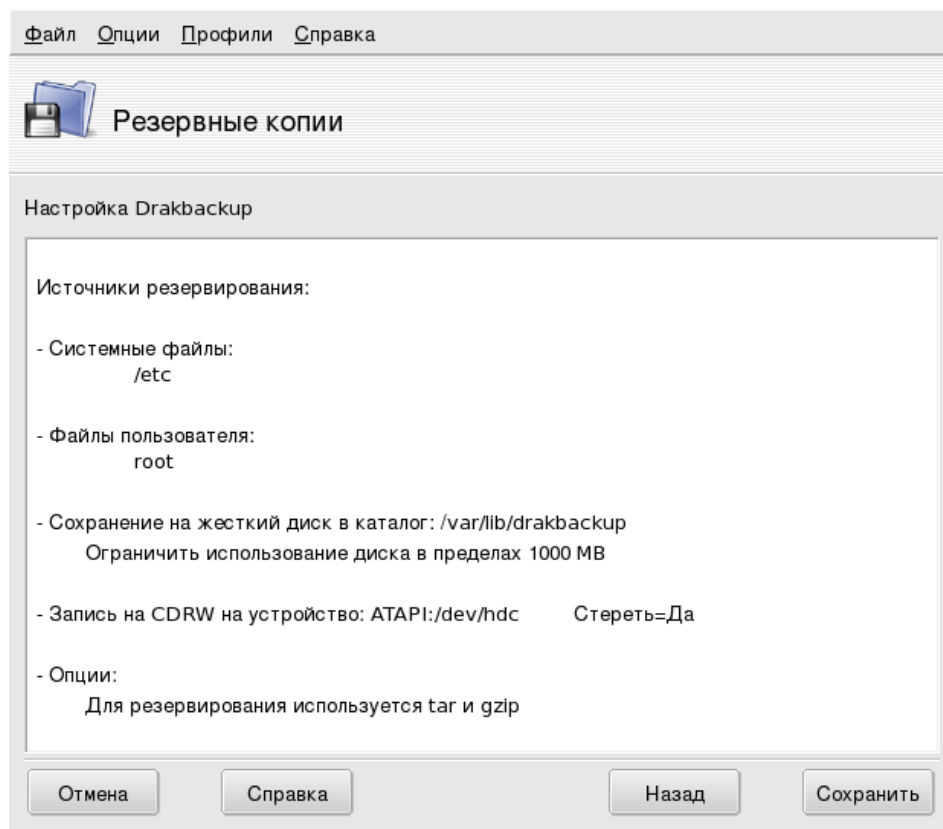 Файл Опции Профили Справка
Резервные копии
Настройка Drakbackup
Источники резервирования:
- Системные файлы:
/etc
- Файлы пользователя:
root
- Сохранение на жесткий диск в каталог: /var/lib/drakbackup
Ограничить использование диска в пределах 1000 MB
- Запись на CDRW на устройство: ATAPI:/dev/hdc Стереть=Да
- Опции:
Для резервирования используется tar и gzip
Отмена Справка Назад Сохранить